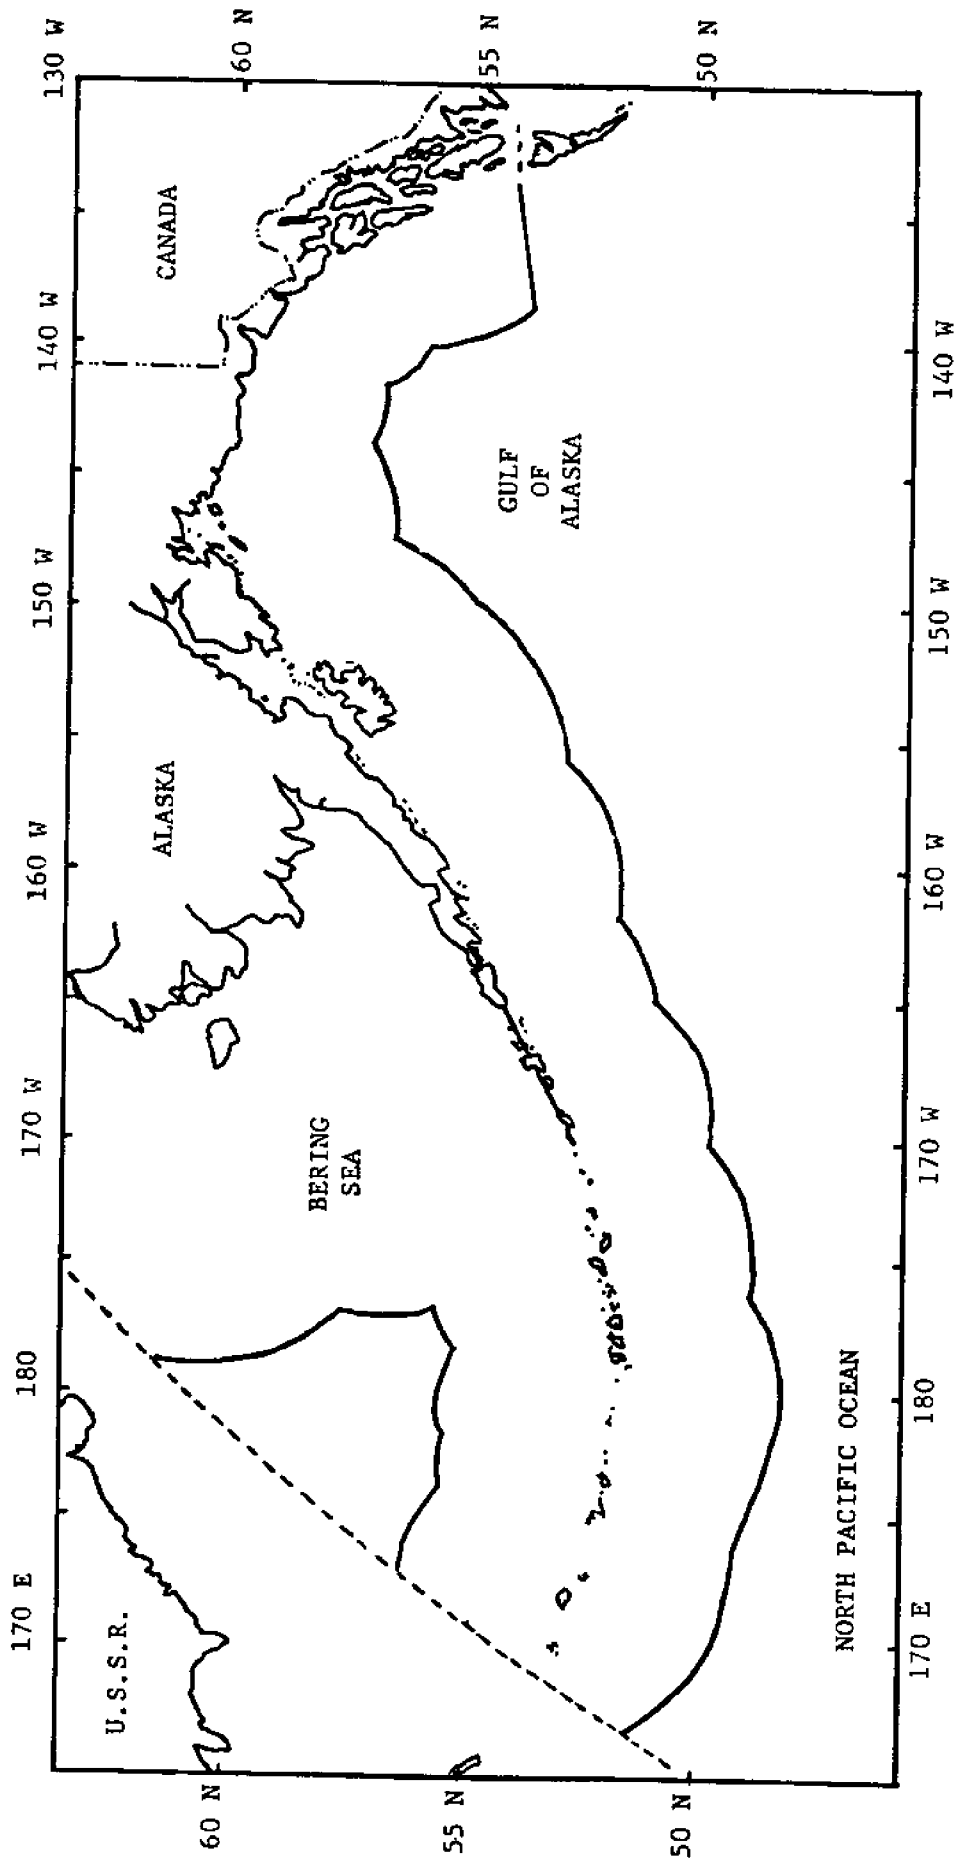 170 E
180
170 W
160 W
150 W
140 W
130 W
U.S.S.R.
ALASKA
CANADA
60 N
60 N
BERING
SEA
55 N
55 N
GULF
OF
ALASKA
50 N
50 N
NORTH PACIFIC OCEAN
170 E
180
170 W
160 W
150 W
140 W